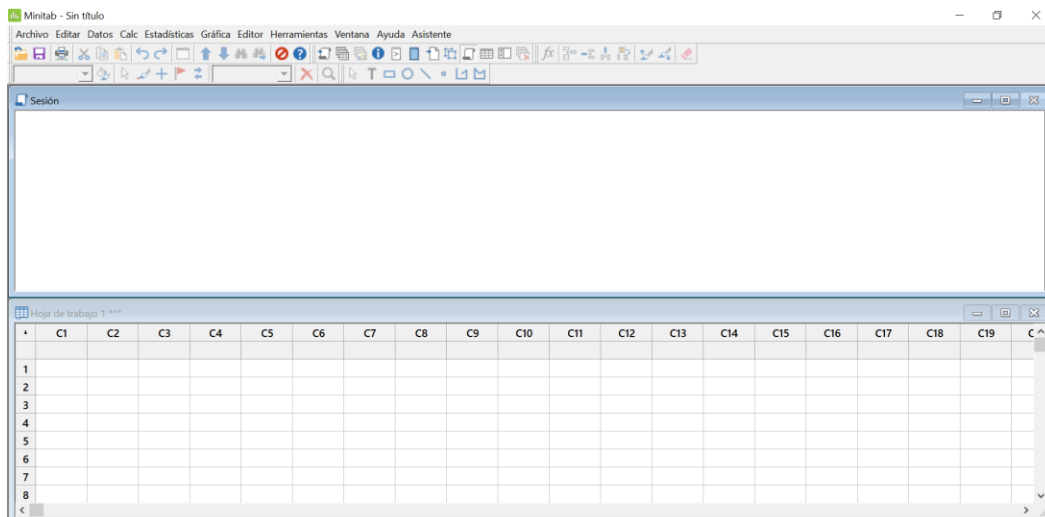 Minitab - Sin título
Archivo Editar Datos Calc Estadísticas Gráfica Editor Herramientas Ventana Ayuda Asistente
Sesión
Hoja de trabajo 1 ***
C1 C2 C3 C4 C5 C6 C7 C8 C9 C10 C11 C12 C13 C14 C15 C16 C17 C18 C19 C
1
2
3
4
5
6
7
8